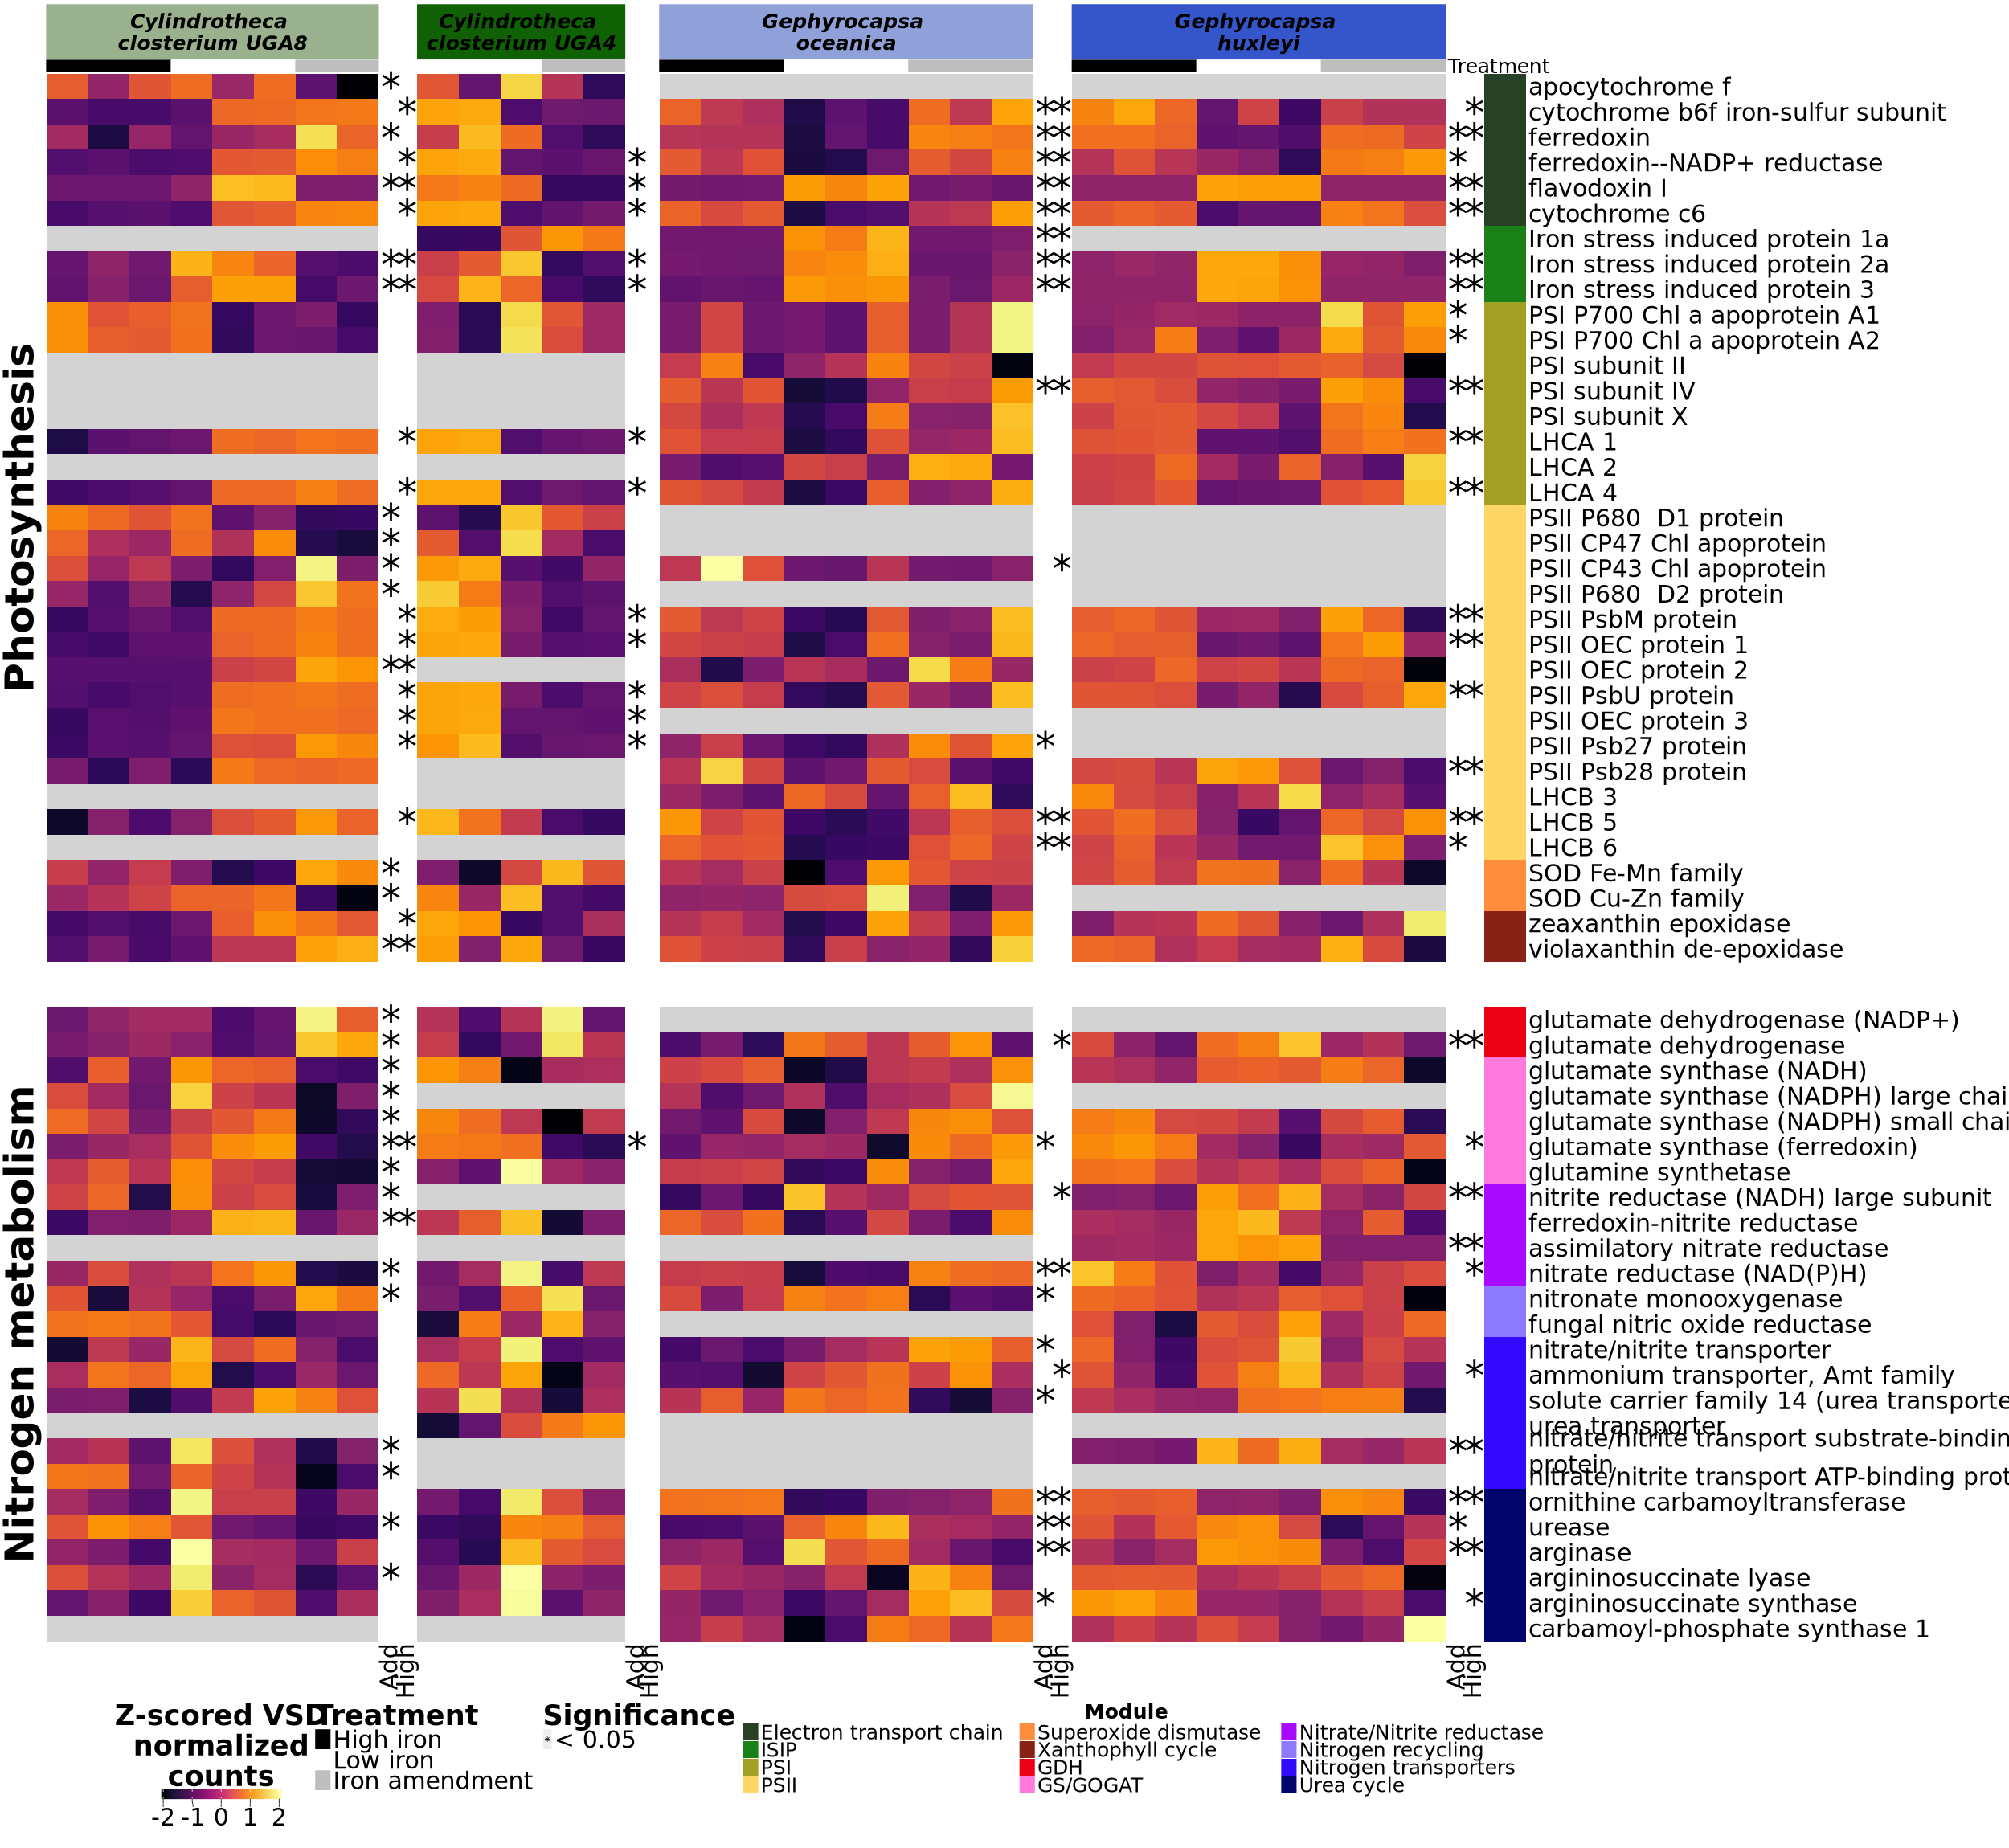 Cylindrotheca
closterium UGA8
Cylindrotheca
closterium UGA4
Gephyrocapsa
oceanica
Gephyrocapsa
huxleyi
Treatment
Photosynthesis
apocytochrome f
cytochrome b6f iron-sulfur subunit
ferredoxin
ferredoxin--NADP+ reductase
flavodoxin I
cytochrome c6
Iron stress induced protein 1a
Iron stress induced protein 2a
Iron stress induced protein 3
PSI P700 Chl a apoprotein A1
PSI P700 Chl a apoprotein A2
PSI subunit II
PSI subunit IV
PSI subunit X
LHCA 1
LHCA 2
LHCA 4
PSII P680 D1 protein
PSII CP47 Chl apoprotein
PSII CP43 Chl apoprotein
PSII P680 D2 protein
PSII PsbM protein
PSII OEC protein 1
PSII OEC protein 2
PSII PsbU protein
PSII OEC protein 3
PSII Psb27 protein
PSII Psb28 protein
LHCB 3
LHCB 5
LHCB 6
SOD Fe-Mn family
SOD Cu-Zn family
zeaxanthin epoxidase
violaxanthin de-epoxidase
Nitrogen metabolism
glutamate dehydrogenase (NADP+)
glutamate dehydrogenase
glutamate synthase (NADH)
glutamate synthase (NADPH) large chai
glutamate synthase (NADPH) small chai
glutamate synthase (ferredoxin)
glutamine synthetase
nitrite reductase (NADH) large subunit
ferredoxin-nitrite reductase
assimilatory nitrate reductase
nitrate reductase (NAD(P)H)
nitronate monooxygenase
fungal nitric oxide reductase
nitrate/nitrite transporter
ammonium transporter, Amt family
solute carrier family 14 (urea transporte
urea transporter
nitrate/nitrite transport substrate-bindin
protein
nitrate/nitrite transport ATP-binding prot
ornithine carbamoyltransferase
urease
arginase
argininosuccinate lyase
argininosuccinate synthase
carbamoyl-phosphate synthase 1
Add
High
Add
High
Add
High
Add
High
Z-scored VSD
normalized
counts
-2 -1 0 1 2
Treatment
High iron
Low iron
Iron amendment
Significance
* < 0.05
Module
Electron transport chain
ISIP
PSI
PSII
Superoxide dismutase
Xanthophyll cycle
GDH
GS/GOGAT
Nitrate/Nitrite reductase
Nitrogen recycling
Nitrogen transporters
Urea cycle